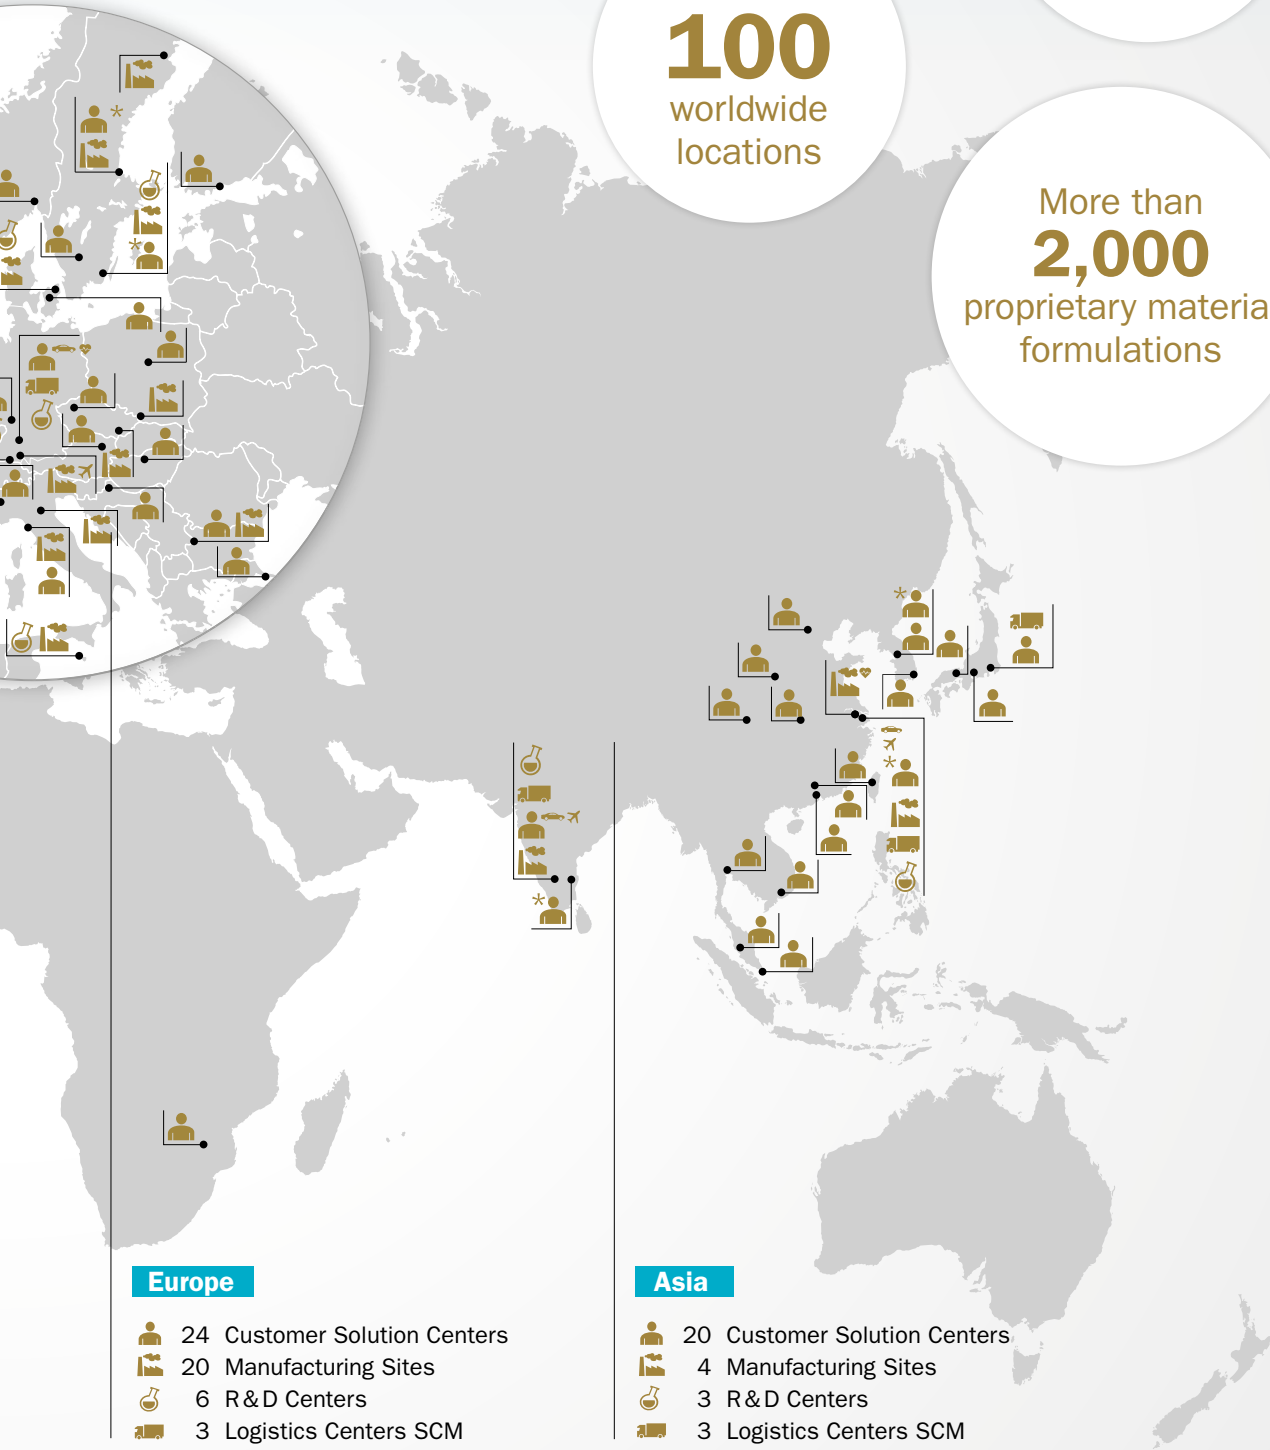 100
worldwide
locations
More than
2,000
proprietary materia
formulations
Europe
24 Customer Solution Centers
20 Manufacturing Sites
6 R&D Centers
3 Logistics Centers SCM
Asia
20 Customer Solution Centers
4 Manufacturing Sites
3 R&D Centers
3 Logistics Centers SCM